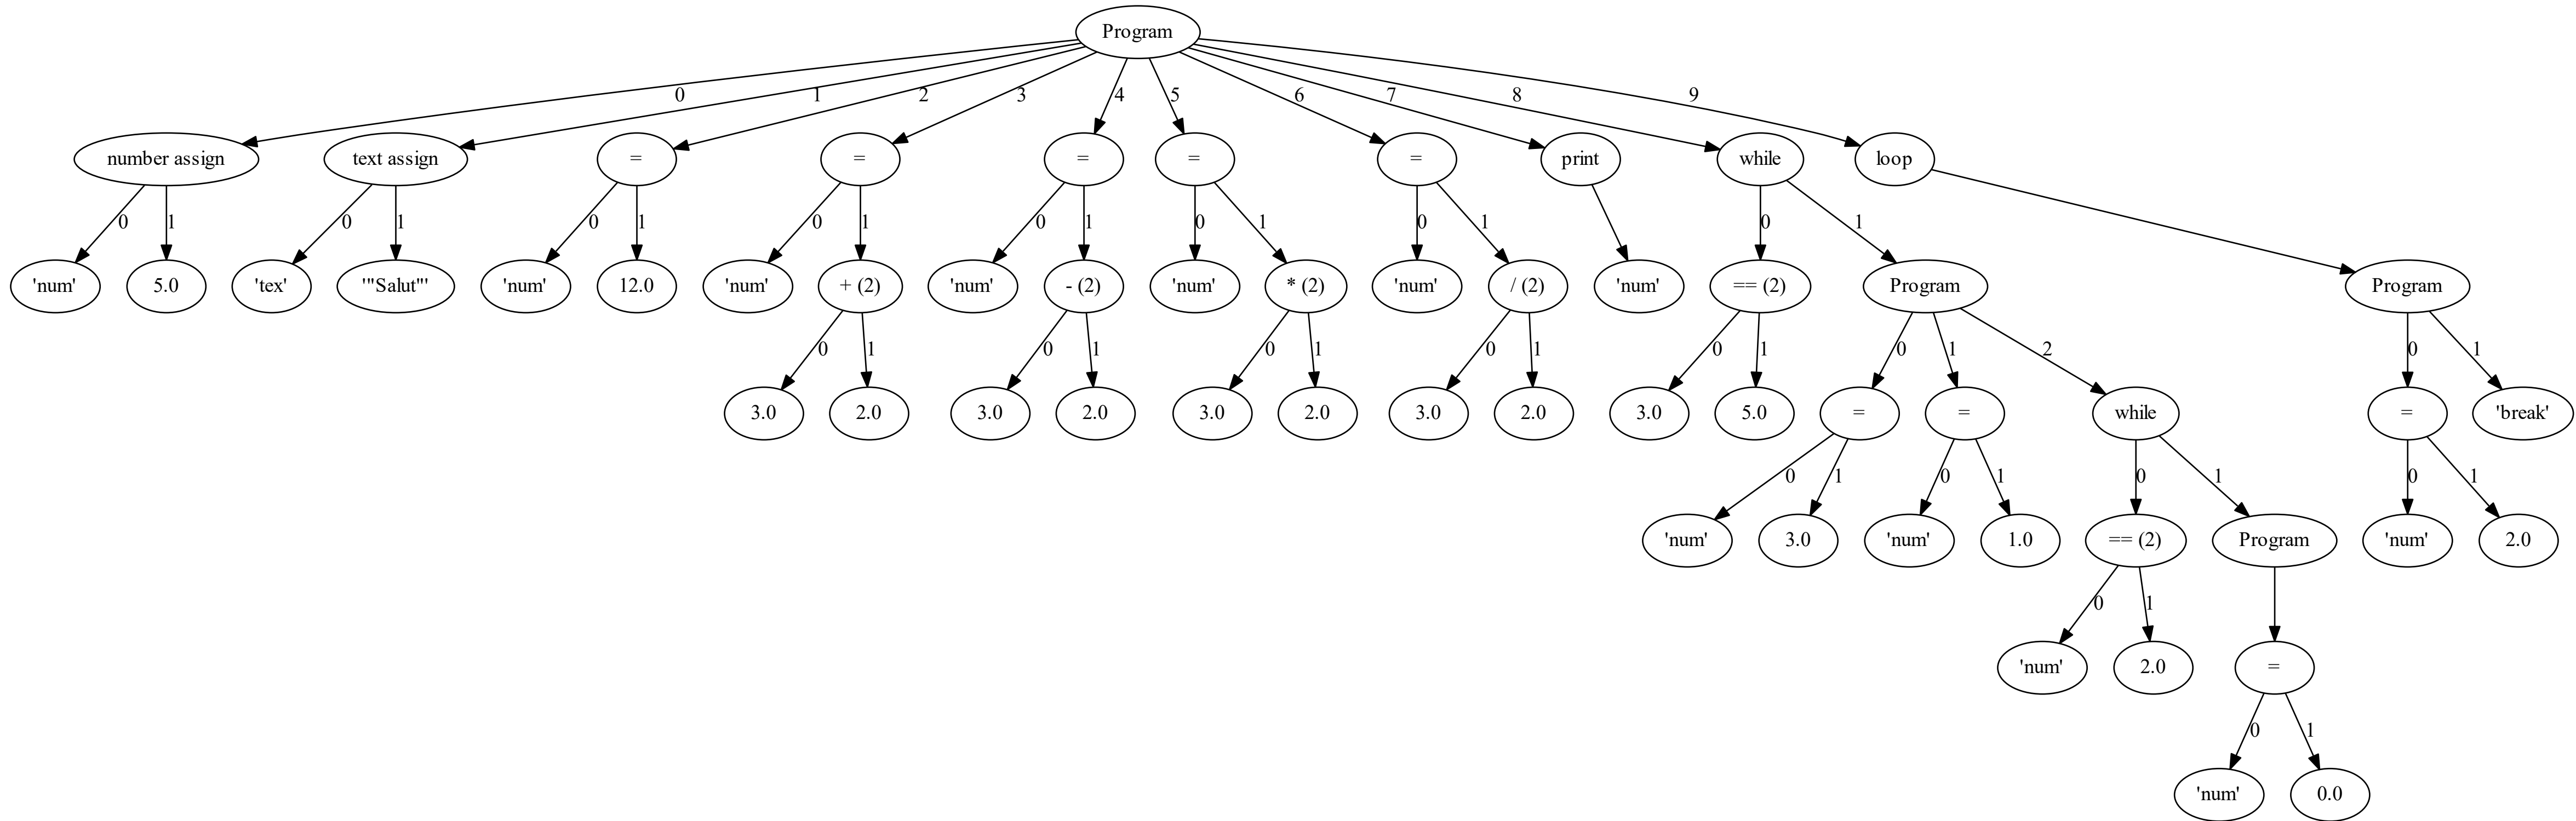 Program
0 1 2 3 4 5 6 7 8 9
number assign text assign = = = = = print while loop
0 1 0 1 0 1 0 1 0 1 0 1 0 1 0 1
'num' 5.0 'tex' '"Salut"' 'num' 12.0 'num' + (2) 'num' - (2) 'num' * (2) 'num' / (2) 'num' == (2) Program Program
0 1 0 1 0 1 0 1 0 1 0 1 2 0 1
3.0 2.0 3.0 2.0 3.0 2.0 3.0 2.0 3.0 5.0 = = while = 'break'
0 1 0 1 0 1 0 1
'num' 3.0 'num' 1.0 == (2) Program 'num' 2.0
0 1
'num' 2.0 =
0 1
'num' 0.0